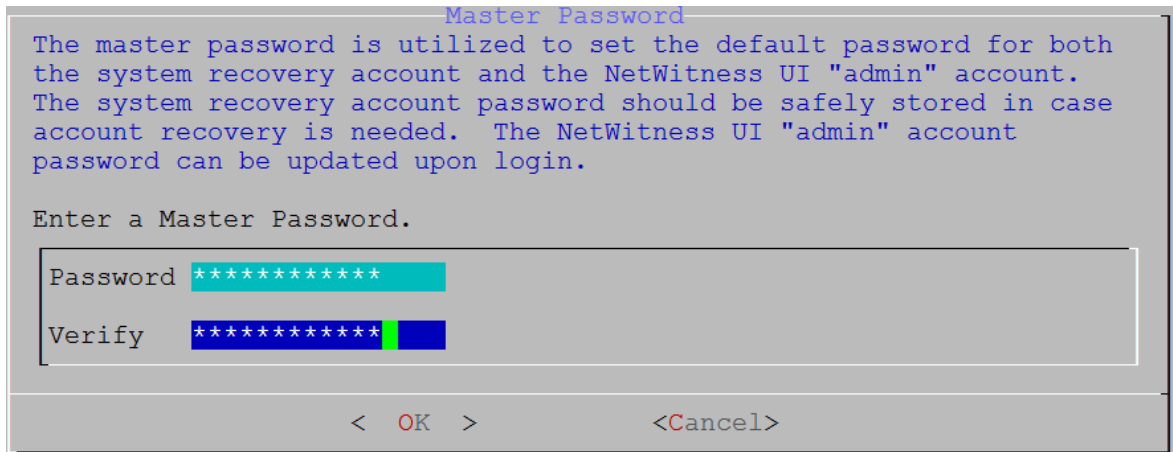 Master Password
The master password is utilized to set the default password for both
the system recovery account and the NetWitness UI "admin" account.
The system recovery account password should be safely stored in case
account recovery is needed.  The NetWitness UI "admin" account
password can be updated upon login.
Enter a Master Password.
Password ************
Verify ************
< OK > <Cancel>